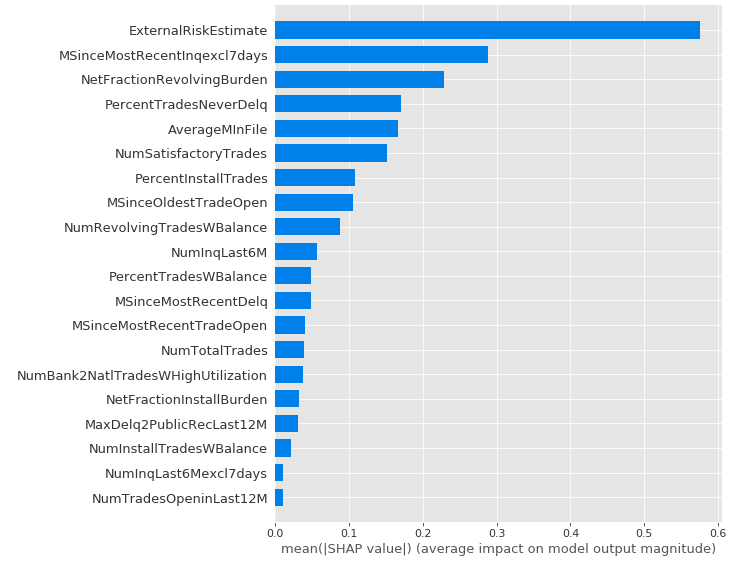 ExternalRiskEstimate
MSinceMostRecentInqexcl7days
NetFractionRevolvingBurden
PercentTradesNeverDelq
AverageMInFile
NumSatisfactoryTrades
PercentInstallTrades
MSinceOldestTradeOpen
NumRevolvingTradesWBalance
NumInqLast6M
PercentTradesWBalance
MSinceMostRecentDelq
MSinceMostRecentTradeOpen
NumTotalTrades
NumBank2NatlTradesWHighUtilization
NetFractionInstallBurden
MaxDelq2PublicRecLast12M
NumInstallTradesWBalance
NumInqLast6Mexcl7days
NumTradesOpeninLast12M
0.0 0.1 0.2 0.3 0.4 0.5 0.6
mean(|SHAP value|) (average impact on model output magnitude)